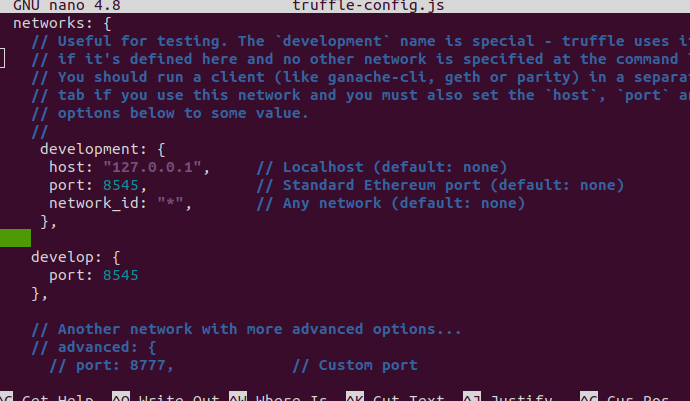 GNU nano 4.8 truffle-config.js
networks: {
// Useful for testing. The `development` name is special - truffle uses it
// if it's defined here and no other network is specified at the command
// You should run a client (like ganache-cli, geth or parity) in a
// tab if you use this network and you must also set the `host`, `port`
// options below to some value.
//
development: {
host: "127.0.0.1", // Localhost (default: none)
port: 8545, // Standard Ethereum port (default: none)
network_id: "*", // Any network (default: none)
},
develop: {
port: 8545
},
// Another network with more advanced options...
// advanced: {
// port: 8777, // Custom port
^G Get Help ^O Write Out ^W Where Is ^K Cut Text ^J Justify ^C Cur Pos